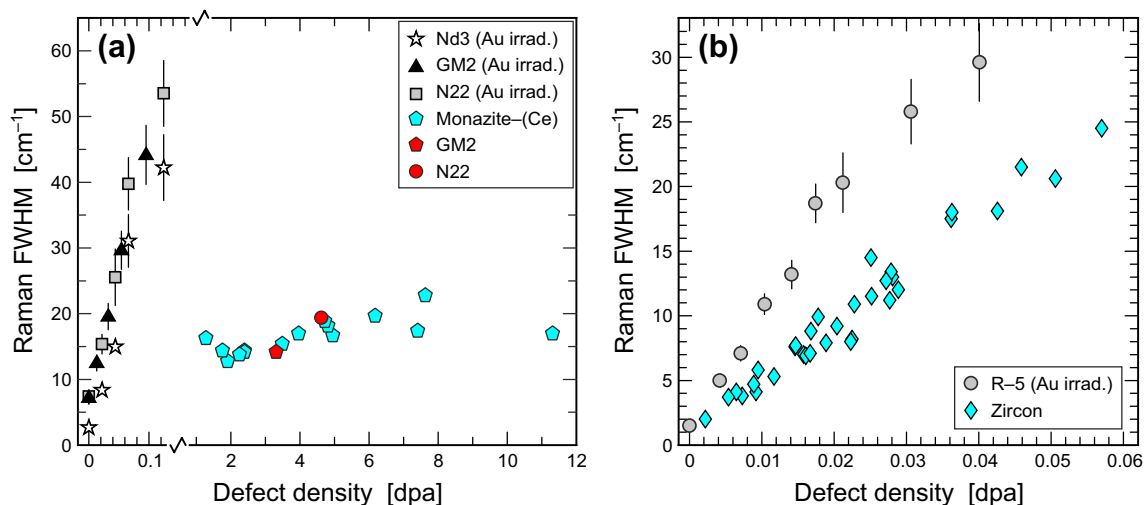 (a)
Nd3 (Au irrad.)
GM2 (Au irrad.)
N22 (Au irrad.)
Monazite–(Ce)
GM2
N22
Raman FWHM [cm⁻¹]
60
50
40
30
20
10
0
0 0.1 2 4 6 8 10 12
Defect density [dpa]
(b)
R–5 (Au irrad.)
Zircon
Raman FWHM [cm⁻¹]
30
25
20
15
10
5
0
0 0.01 0.02 0.03 0.04 0.05 0.06
Defect density [dpa]